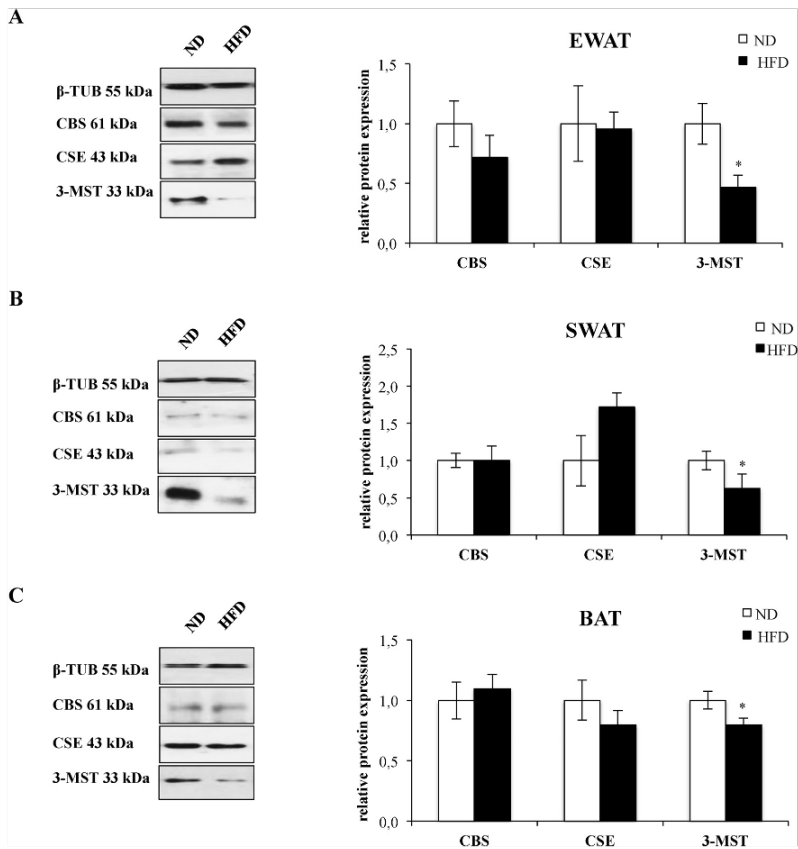 A
ND HFD
β-TUB 55 kDa
CBS 61 kDa
CSE 43 kDa
3-MST 33 kDa
EWAT
ND
HFD
relative protein expression
1,5
1,0
0,5
0,0
*
CBS CSE 3-MST
B
ND HFD
β-TUB 55 kDa
CBS 61 kDa
CSE 43 kDa
3-MST 33 kDa
SWAT
ND
HFD
relative protein expression
2,5
2,0
1,5
1,0
0,5
0,0
*
CBS CSE 3-MST
C
ND HFD
β-TUB 55 kDa
CBS 61 kDa
CSE 43 kDa
3-MST 33 kDa
BAT
ND
HFD
relative protein expression
1,5
1,0
0,5
0,0
*
CBS CSE 3-MST